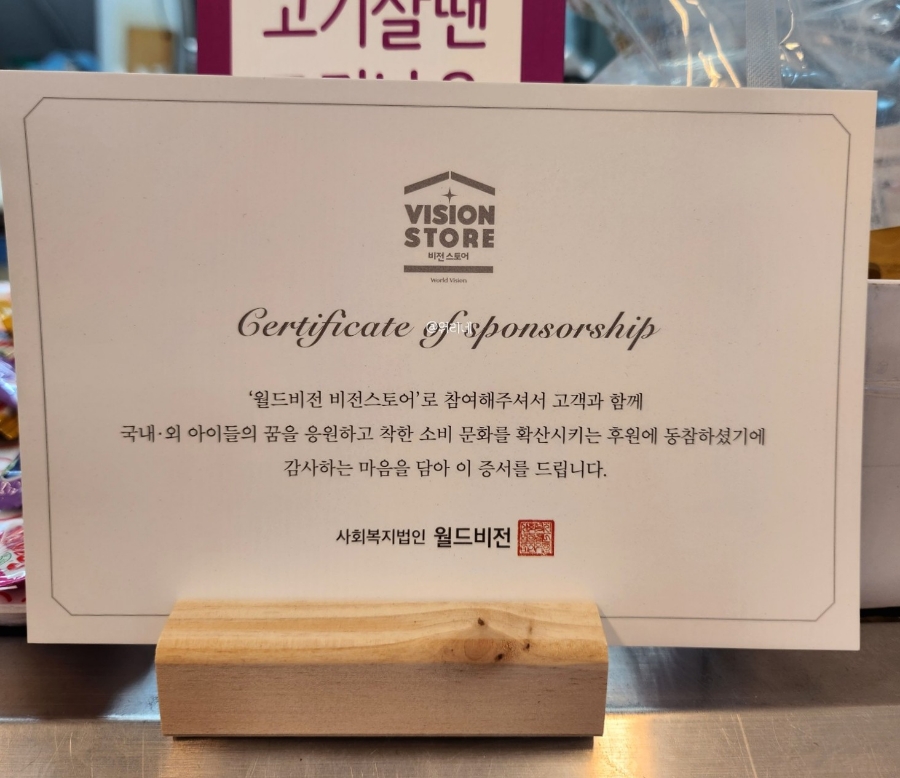 고기살땐
VISION
STORE
비전스토어
World Vision
Certificate of sponsorship
'월드비전 비전스토어'로 참여해주셔서 고객과 함께
국내·외 아이들의 꿈을 응원하고 착한 소비 문화를 확산시키는 후원에 동참하셨기에
감사하는 마음을 담아 이 증서를 드립니다.
사회복지법인 월드비전